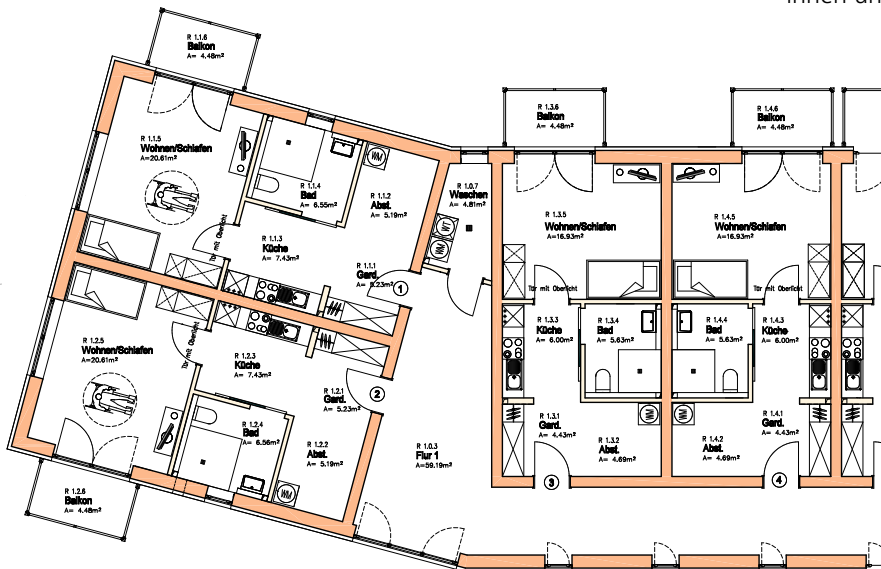 R 1.1.6
Balkon
A= 4.48m²
R 1.1.5
Wohnen/Schlafen
A=20.61m²
R 1.1.4
Bad
A= 6.55m²
WM
R 1.1.2
Abst.
A= 5.19m²
R 1.1.3
Küche
A= 7.43m²
Tür mit Oberlicht
R 1.1.1
Gard.
A= 5.23m²
1
R 1.0.7
Waschen
A= 4.81m²
WT
WM
R 1.2.5
Wohnen/Schlafen
A=20.61m²
Tür mit Oberlicht
R 1.2.3
Küche
A= 7.43m²
R 1.2.1
Gard.
A= 5.23m²
2
R 1.2.4
Bad
A= 6.56m²
R 1.2.2
Abst.
A= 5.19m²
WM
R 1.2.6
Balkon
A= 4.48m²
R 1.0.3
Flur 1
A=59.19m²
R 1.3.6
Balkon
A= 4.48m²
R 1.3.5
Wohnen/Schlafen
A=16.93m²
Tür mit Oberlicht
R 1.3.3
Küche
A= 6.00m²
R 1.3.4
Bad
A= 5.63m²
R 1.3.1
Gard.
A= 4.43m²
R 1.3.2
Abst.
A= 4.69m²
WM
3
R 1.4.6
Balkon
A= 4.48m²
R 1.4.5
Wohnen/Schlafen
A=16.93m²
Tür mit Oberlicht
R 1.4.4
Bad
A= 5.63m²
R 1.4.3
Küche
A= 6.00m²
WM
R 1.4.2
Abst.
A= 4.69m²
R 1.4.1
Gard.
A= 4.43m²
4